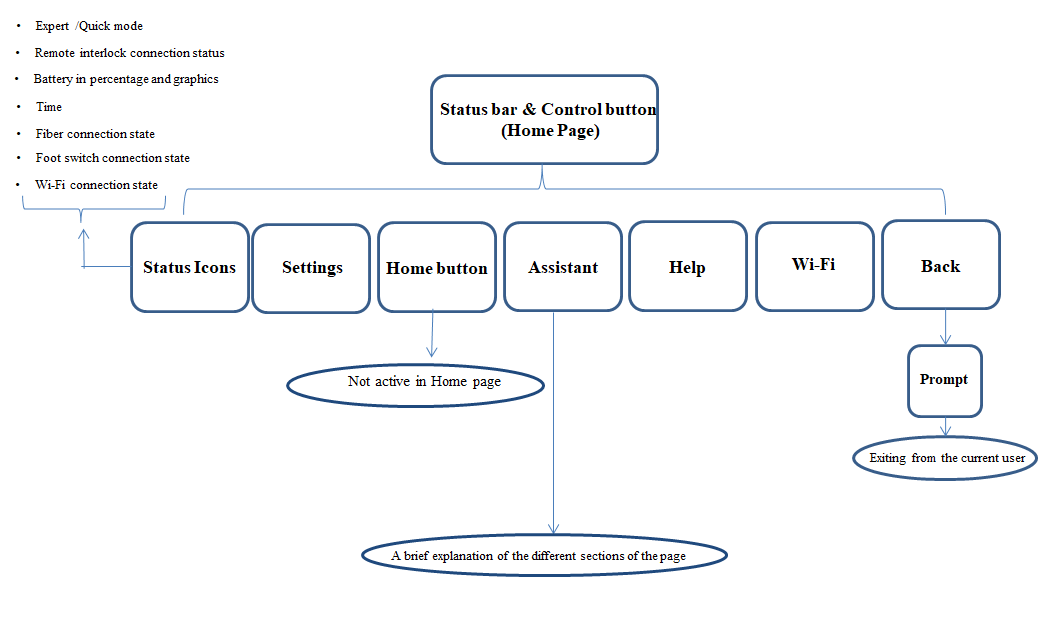 • Expert /Quick mode
• Remote interlock connection status
• Battery in percentage and graphics
• Time
• Fiber connection state
• Foot switch connection state
• Wi-Fi connection state
Status bar & Control button
(Home Page)
Status Icons
Settings
Home button
Assistant
Help
Wi-Fi
Back
Not active in Home page
Prompt
Exiting from the current user
A brief explanation of the different sections of the page